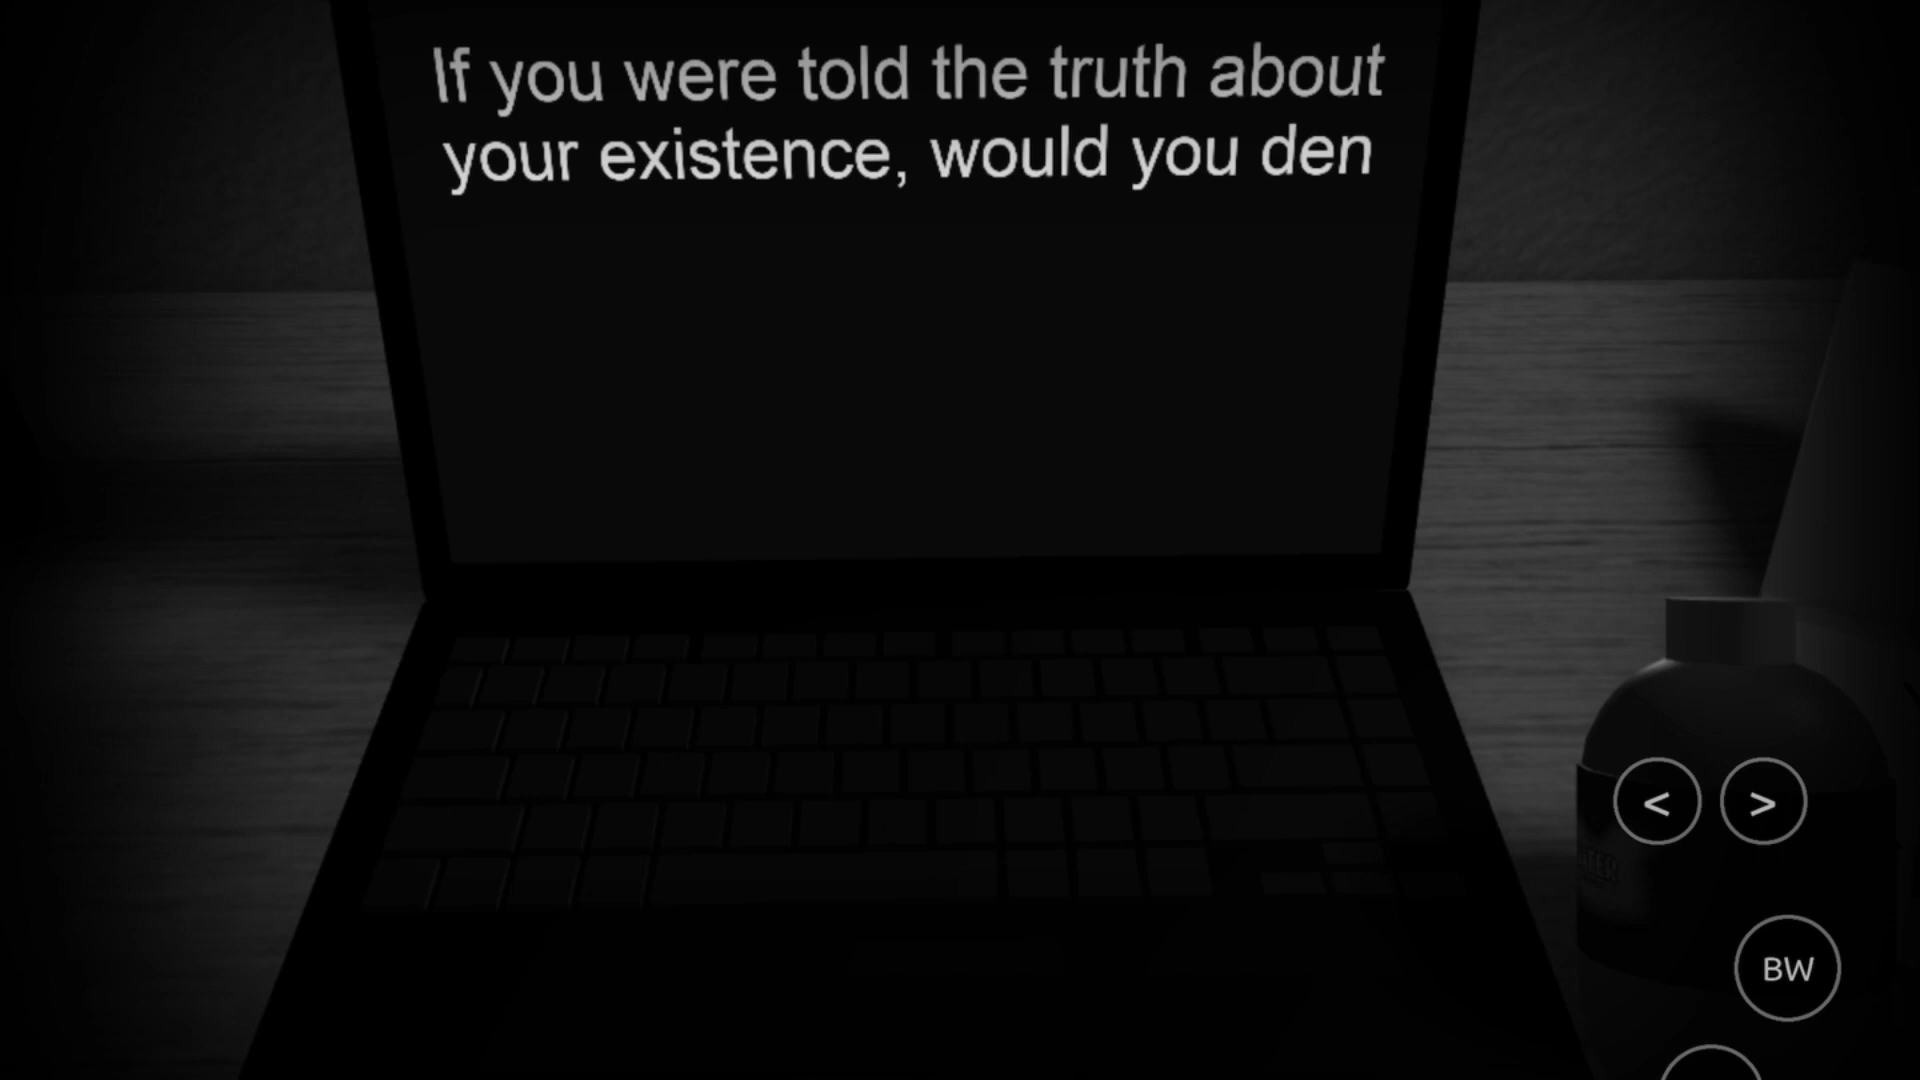 If you were told the truth about
your existence, would you den
< >
BW